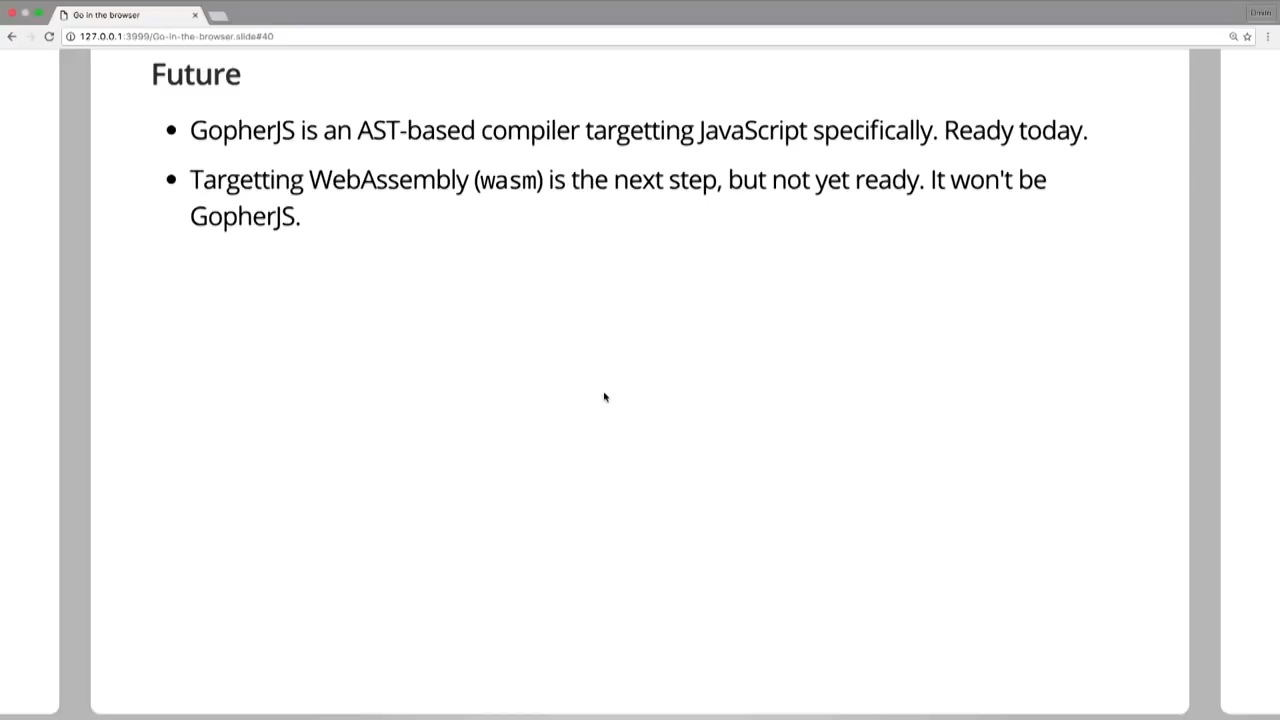 Go in the browser
127.0.0.1:3999/Go-in-the-browser.slide#40
Future
GopherJS is an AST-based compiler targetting JavaScript specifically. Ready today.
Targetting WebAssembly (wasm) is the next step, but not yet ready. It won't be
GopherJS.